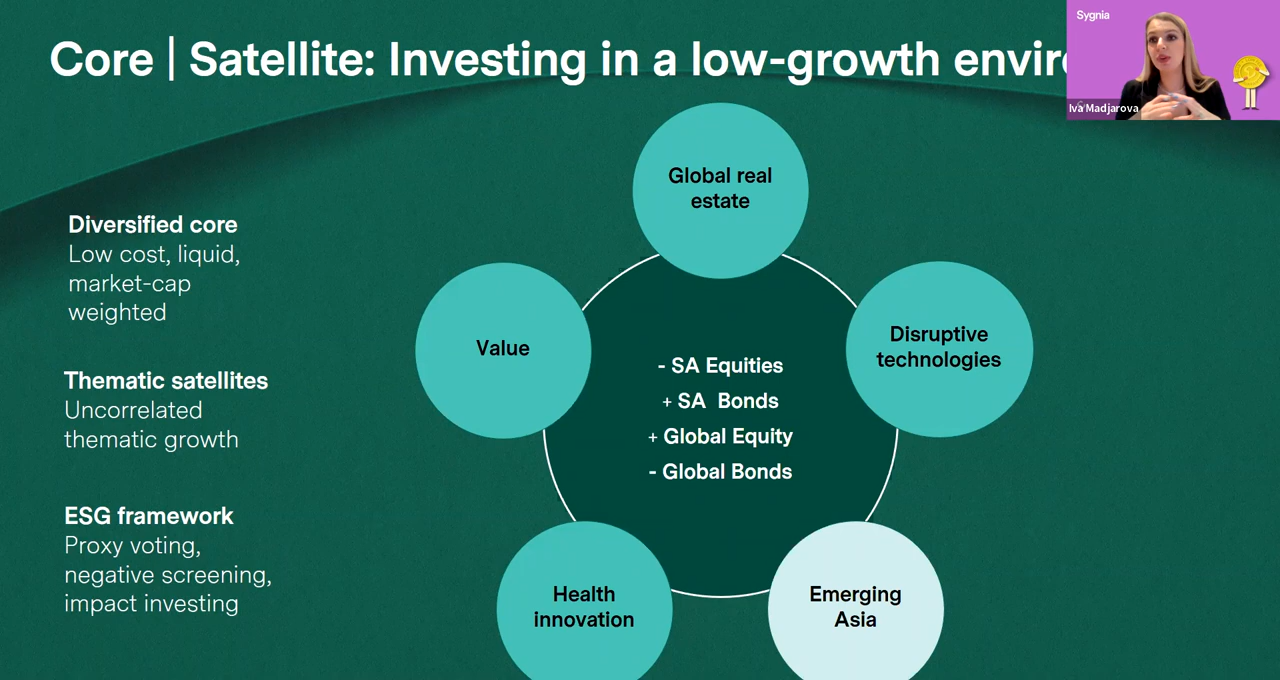 Core | Satellite: Investing in a low-growth
Sygnia
Iva Madjarova
Global real
estate
Diversified core
Low cost, liquid,
market-cap
weighted
Value
Disruptive
technologies
- SA Equities
+ SA Bonds
+ Global Equity
- Global Bonds
Thematic satellites
Uncorrelated
thematic growth
ESG framework
Proxy voting,
negative screening,
impact investing
Health
innovation
Emerging
Asia